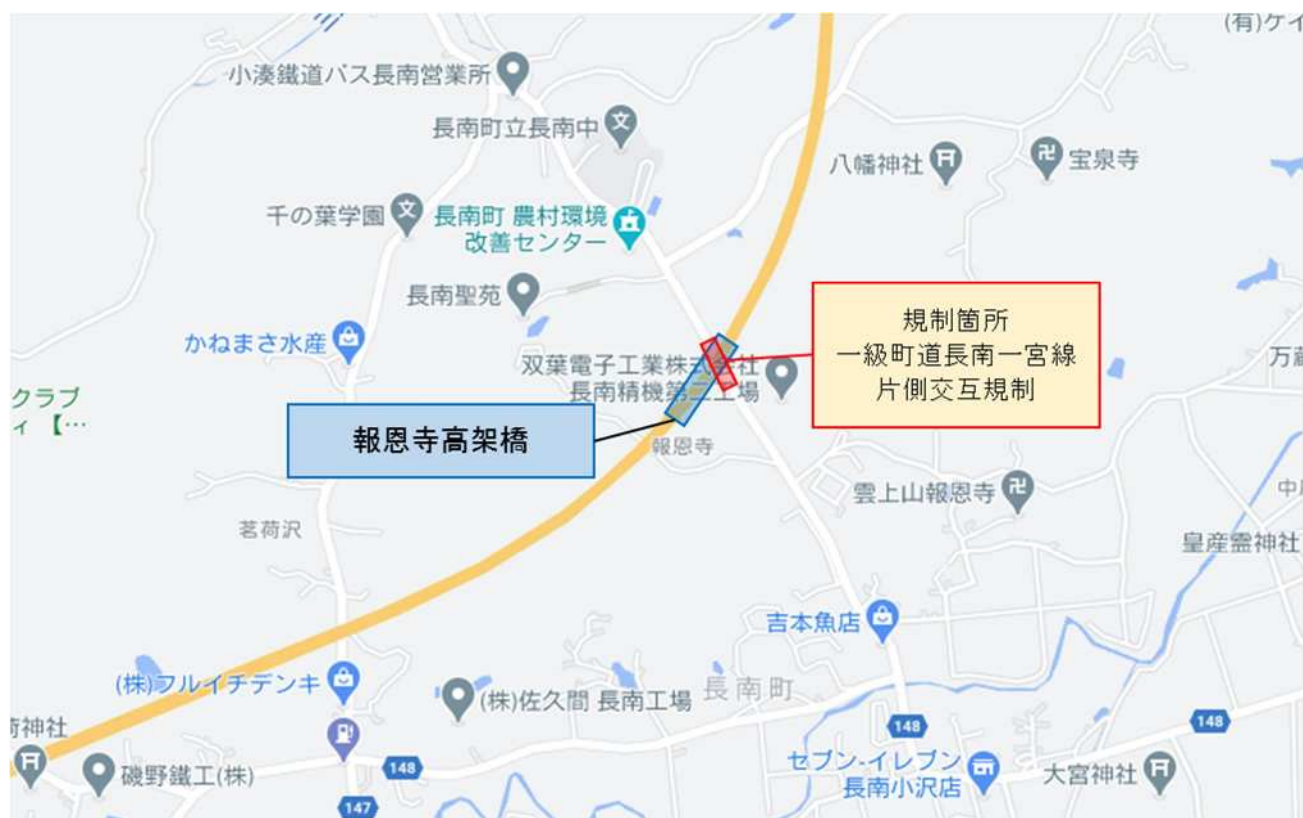 (有)ケイ
小湊鐵道バス長南営業所
長南町立長南中
八幡神社
宝泉寺
千の葉学園
長南町 農村環境
改善センター
長南聖苑
規制箇所
一級町道長南一宮線
片側交互規制
かねまさ水産
双葉電子工業株式会社
長南精機第二工場
万蔵
クラブ
ィ【…
報恩寺高架橋
報恩寺
雲上山報恩寺
茗荷沢
皇産霊神社
吉本魚店
(株)フルイチデンキ
(株)佐久間 長南工場
長南町
148
148
荷神社
磯野鐵工(株)
148
セブン-イレブン
長南小沢店
大宮神社
147